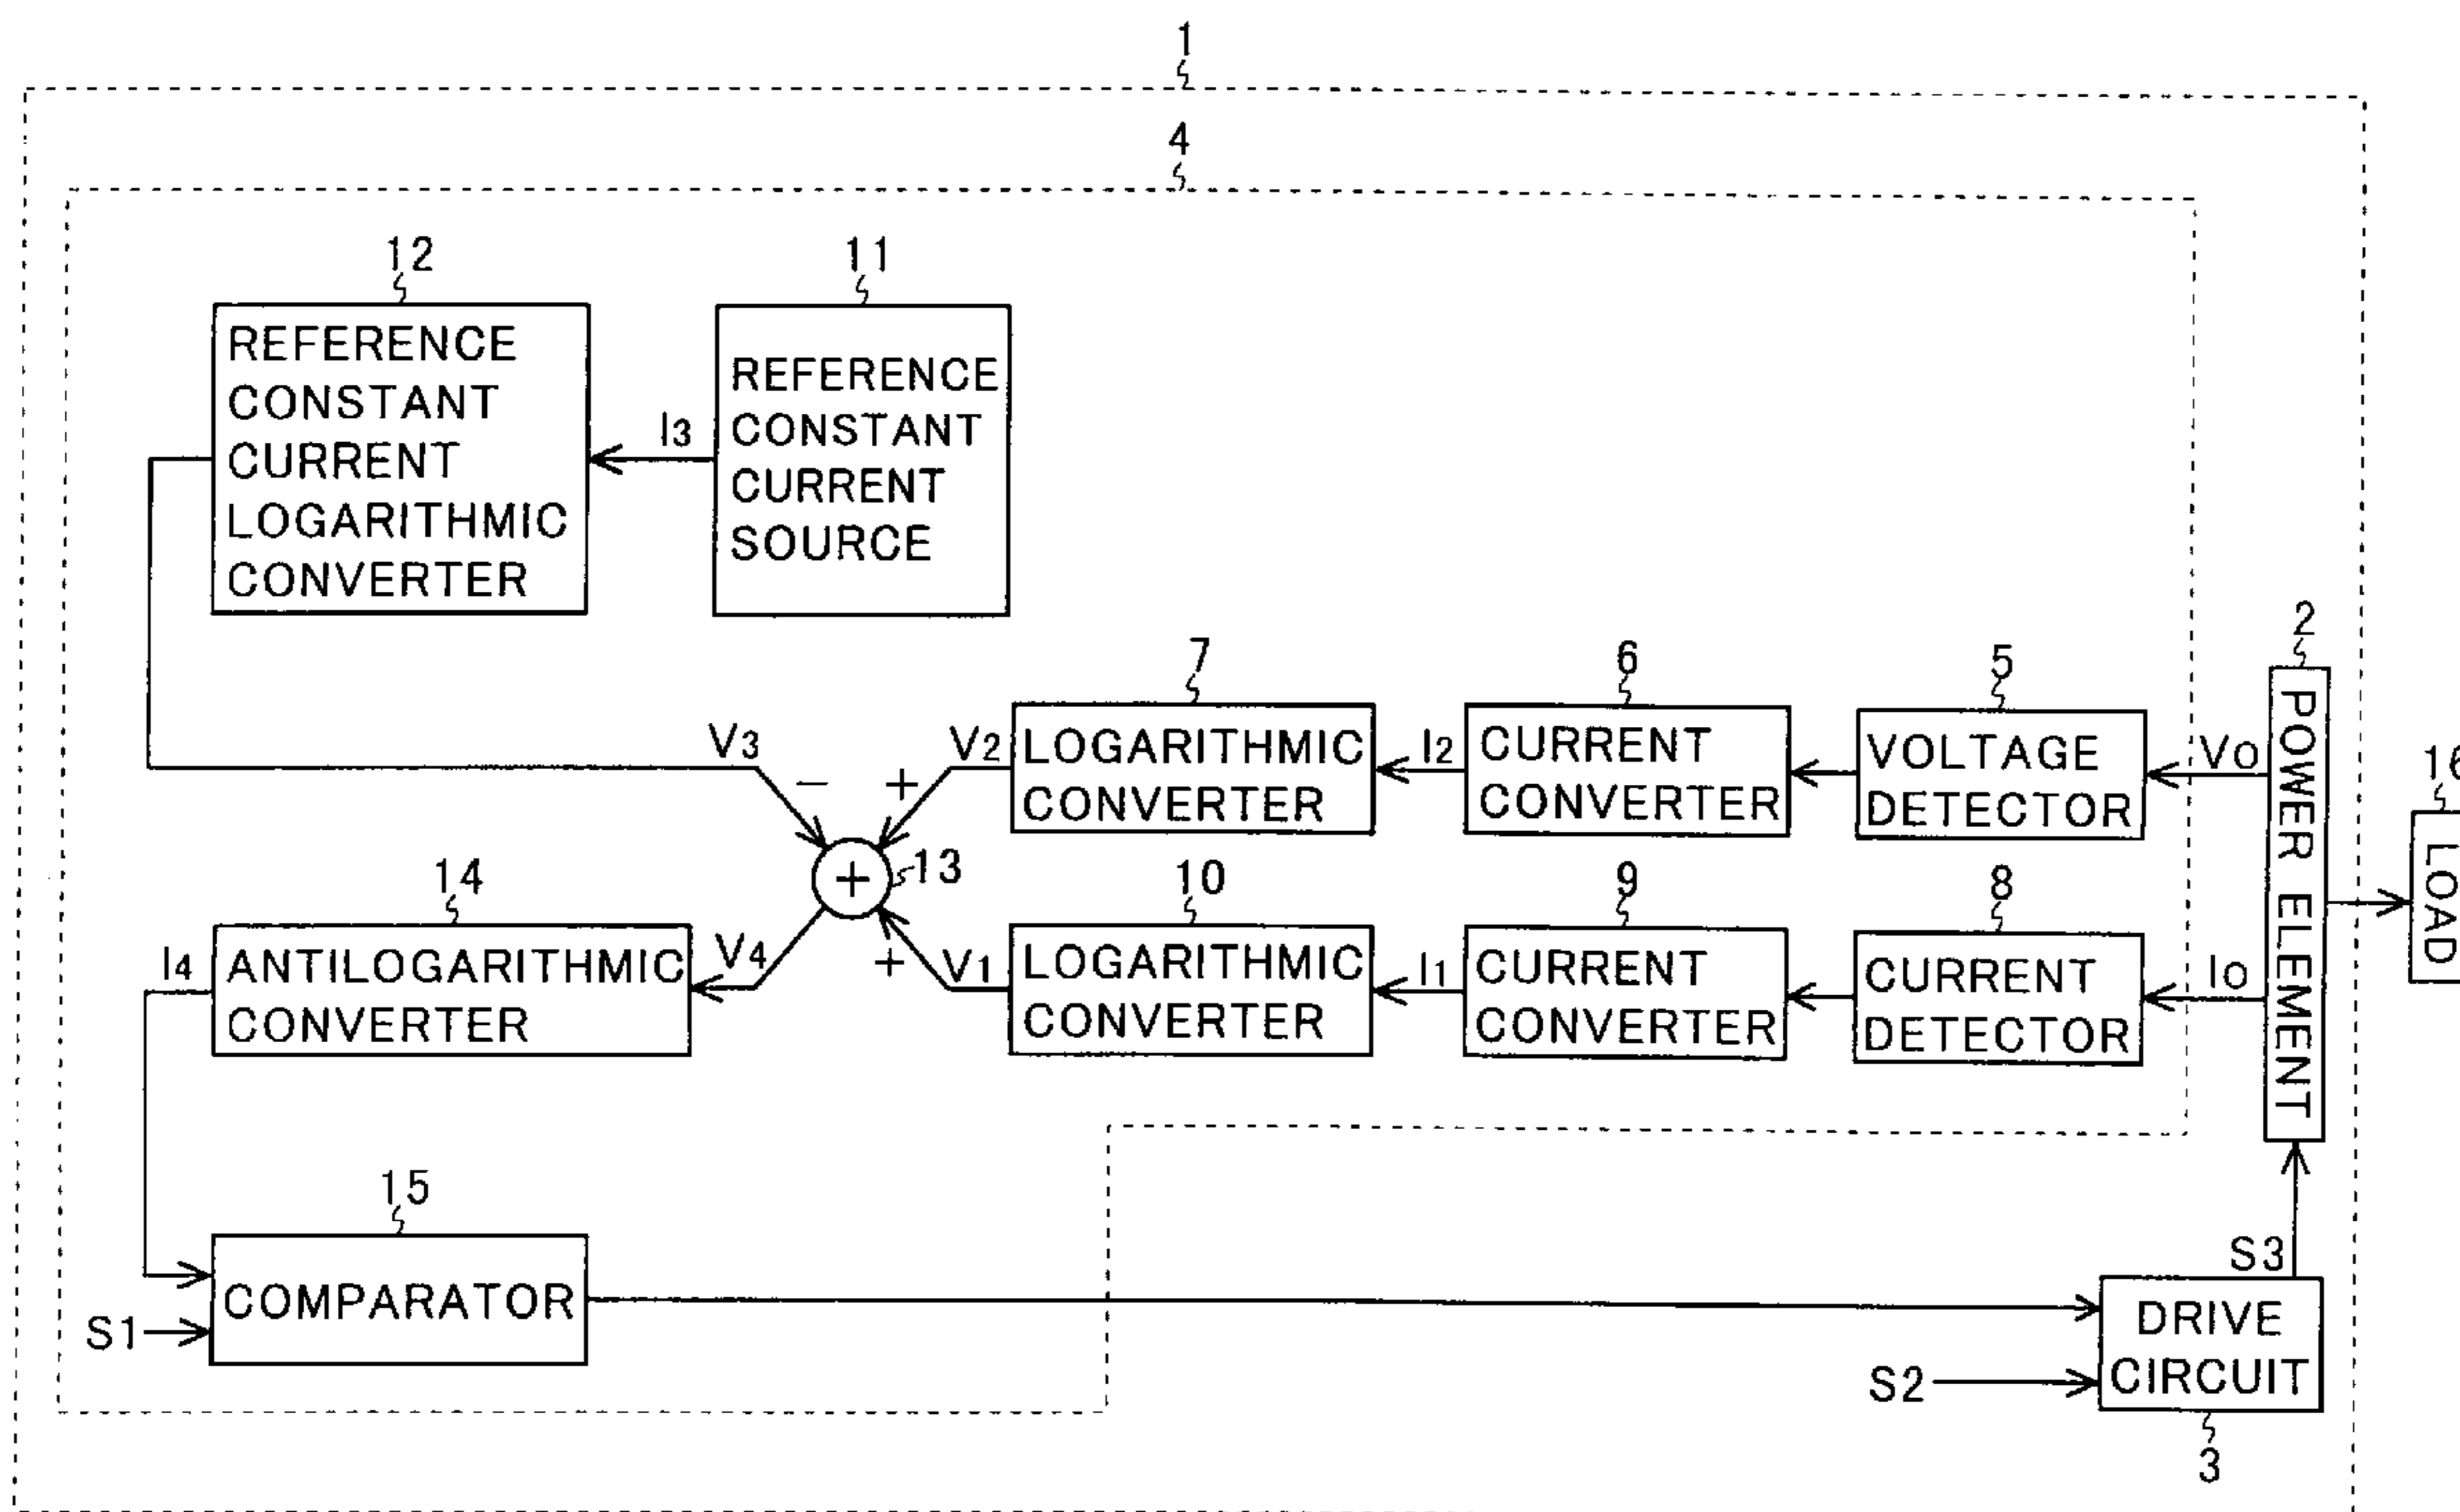 1
4
12
11
REFERENCE
CONSTANT
CURRENT
LOGARITHMIC
CONVERTER
I3
REFERENCE
CONSTANT
CURRENT
SOURCE
2
7
6
5
V3
−
+
V2
LOGARITHMIC
CONVERTER
I2
CURRENT
CONVERTER
VOLTAGE
DETECTOR
VO
POWER ELEMENT
16
LOAD
+
13
14
10
9
8
I4
ANTILOGARITHMIC
CONVERTER
V4
+
V1
LOGARITHMIC
CONVERTER
I1
CURRENT
CONVERTER
CURRENT
DETECTOR
IO
15
COMPARATOR
S1
S3
DRIVE
CIRCUIT
S2
3